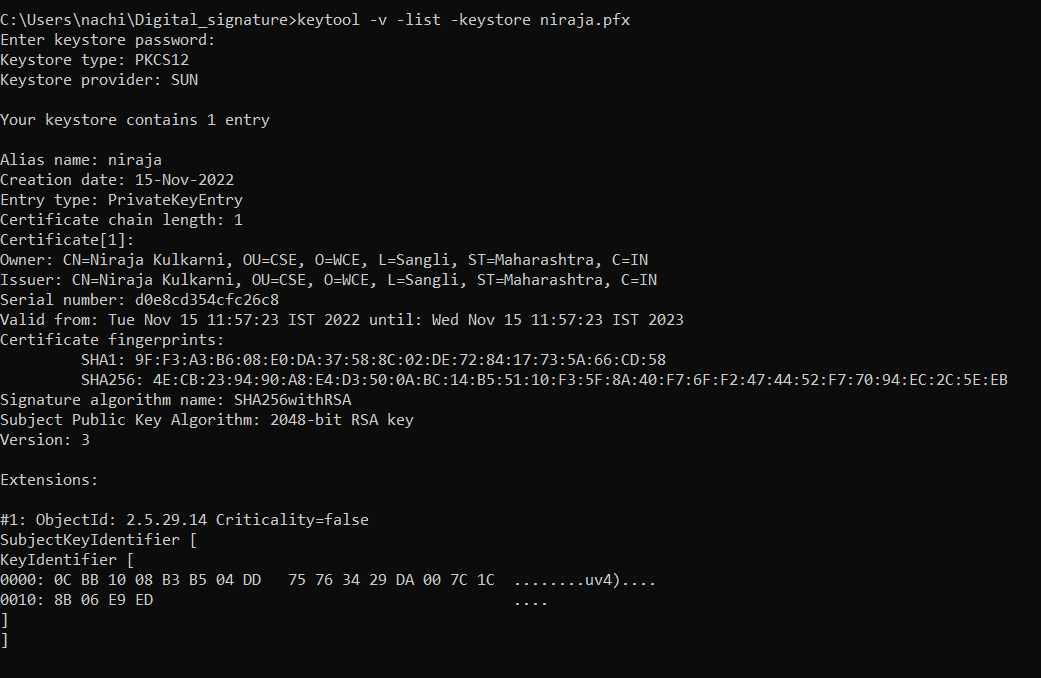 C:\Users\nachi\Digital_signature>keytool -v -list -keystore niraja.pfx
Enter keystore password:
Keystore type: PKCS12
Keystore provider: SUN
Your keystore contains 1 entry
Alias name: niraja
Creation date: 15-Nov-2022
Entry type: PrivateKeyEntry
Certificate chain length: 1
Certificate[1]:
Owner: CN=Niraja Kulkarni, OU=CSE, O=WCE, L=Sangli, ST=Maharashtra, C=IN
Issuer: CN=Niraja Kulkarni, OU=CSE, O=WCE, L=Sangli, ST=Maharashtra, C=IN
Serial number: d0e8cd354cfc26c8
Valid from: Tue Nov 15 11:57:23 IST 2022 until: Wed Nov 15 11:57:23 IST 2023
Certificate fingerprints:
SHA1: 9F:F3:A3:B6:08:E0:DA:37:58:8C:02:DE:72:84:17:73:5A:66:CD:58
SHA256: 4E:CB:23:94:90:A8:E4:D3:50:0A:BC:14:B5:51:10:F3:5F:8A:40:F7:6F:F2:47:44:52:F7:70:94:EC:2C:5E:EB
Signature algorithm name: SHA256withRSA
Subject Public Key Algorithm: 2048-bit RSA key
Version: 3
Extensions:
#1: ObjectId: 2.5.29.14 Criticality=false
SubjectKeyIdentifier [
KeyIdentifier [
0000: 0C BB 10 08 B3 B5 04 DD   75 76 34 29 DA 00 7C 1C  ........uv4)....
0010: 8B 06 E9 ED                                        ....
]
]